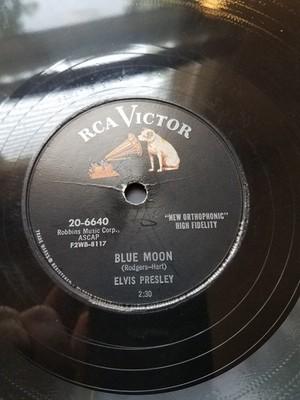 RCA VICTOR
20-6640
Robbins Music Corp.,
ASCAP
F2WB-8117
"NEW ORTHOPHONIC"
HIGH FIDELITY
BLUE MOON
(Rodgers-Hart)
ELVIS PRESLEY
2:30